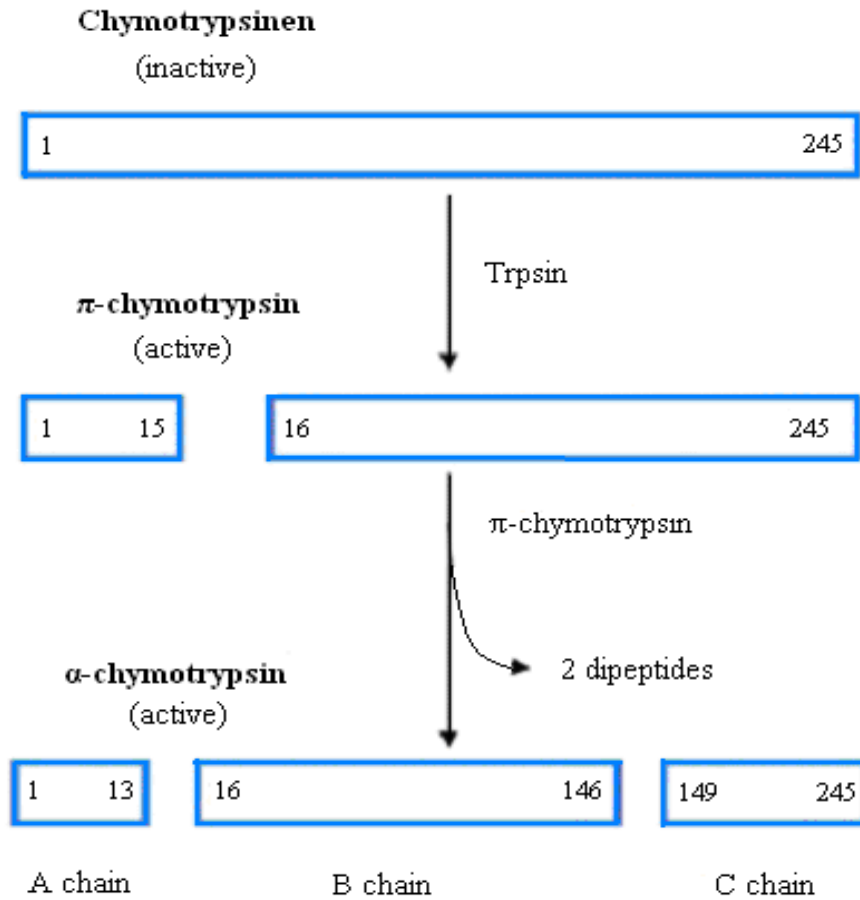 Chymotrypsinen
(inactive)
1 245
Trpsin
π-chymotrypsin
(active)
1 15 16 245
π-chymotrypsin
2 dipeptides
α-chymotrypsin
(active)
1 13 16 146 149 245
A chain B chain C chain